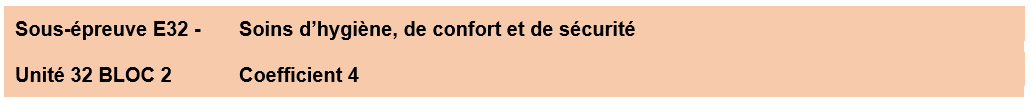 Sous-épreuve E32 - Soins d’hygiène, de confort et de sécurité
Unité 32 BLOC 2 Coefficient 4